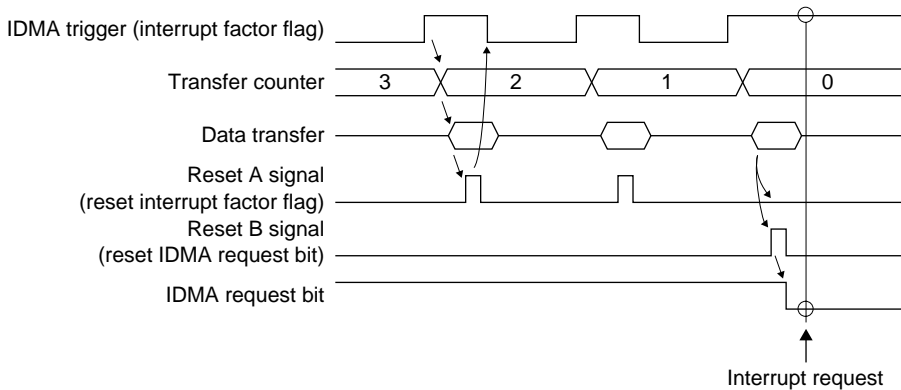 IDMA trigger (interrupt factor flag)
Transfer counter 3 2 1 0
Data transfer
Reset A signal
(reset interrupt factor flag)
Reset B signal
(reset IDMA request bit)
IDMA request bit
Interrupt request